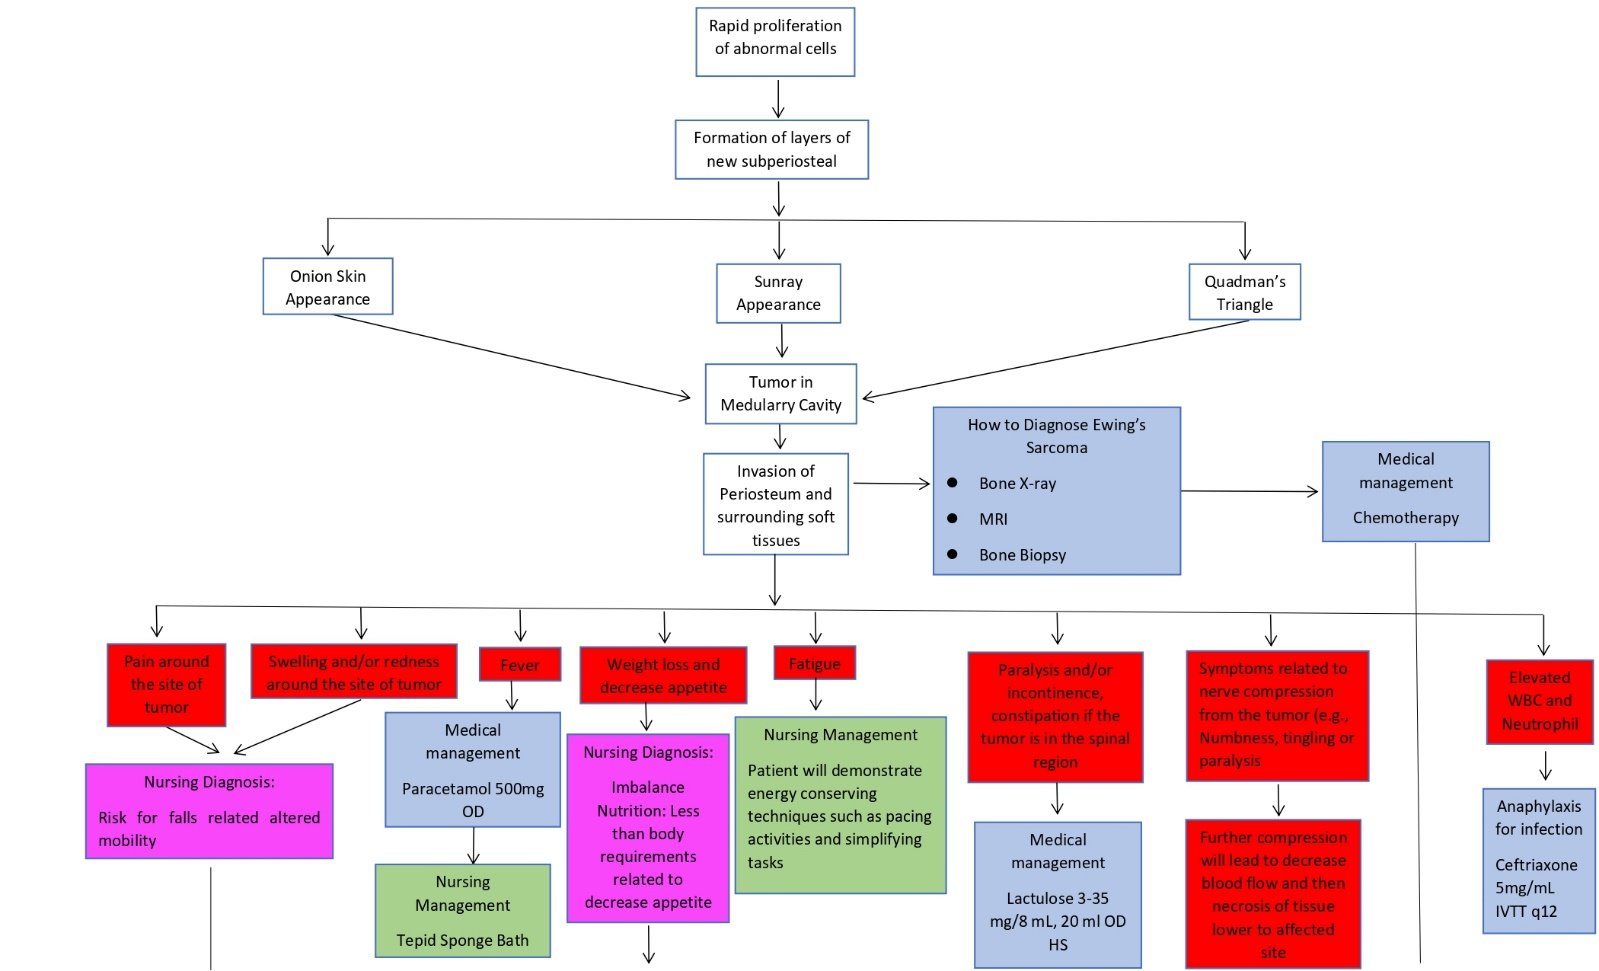 Rapid proliferation
of abnormal cells
Formation of layers of
new subperiosteal
Onion Skin
Appearance
Sunray
Appearance
Quadman's
Triangle
Tumor in
Medularry Cavity
Invasion of
Periosteum and
surrounding soft
tissues
How to Diagnose Ewing's
Sarcoma
● Bone X-ray
● MRI
● Bone Biopsy
Medical
management
Chemotherapy
Pain around
the site of
tumor
Swelling and/or redness
around the site of tumor
Fever
Weight loss and
decrease appetite
Fatigue
Paralysis and/or
incontinence,
constipation if the
tumor is in the spinal
region
Symptoms related to
nerve compression
from the tumor (e.g.,
Numbness, tingling or
paralysis
Elevated
WBC and
Neutrophil
Nursing Diagnosis:
Risk for falls related altered
mobility
Medical
management
Paracetamol 500mg
OD
Nursing
Management
Tepid Sponge Bath
Nursing Diagnosis:
Imbalance
Nutrition: Less
than body
requirements
related to
decrease appetite
Nursing Management
Patient will demonstrate
energy conserving
techniques such as pacing
activities and simplifying
tasks
Medical
management
Lactulose 3-35
mg/8 mL, 20 ml OD
HS
Further compression
will lead to decrease
blood flow and then
necrosis of tissue
lower to affected
site
Anaphylaxis
for infection
Ceftriaxone
5mg/mL
IVTT q12